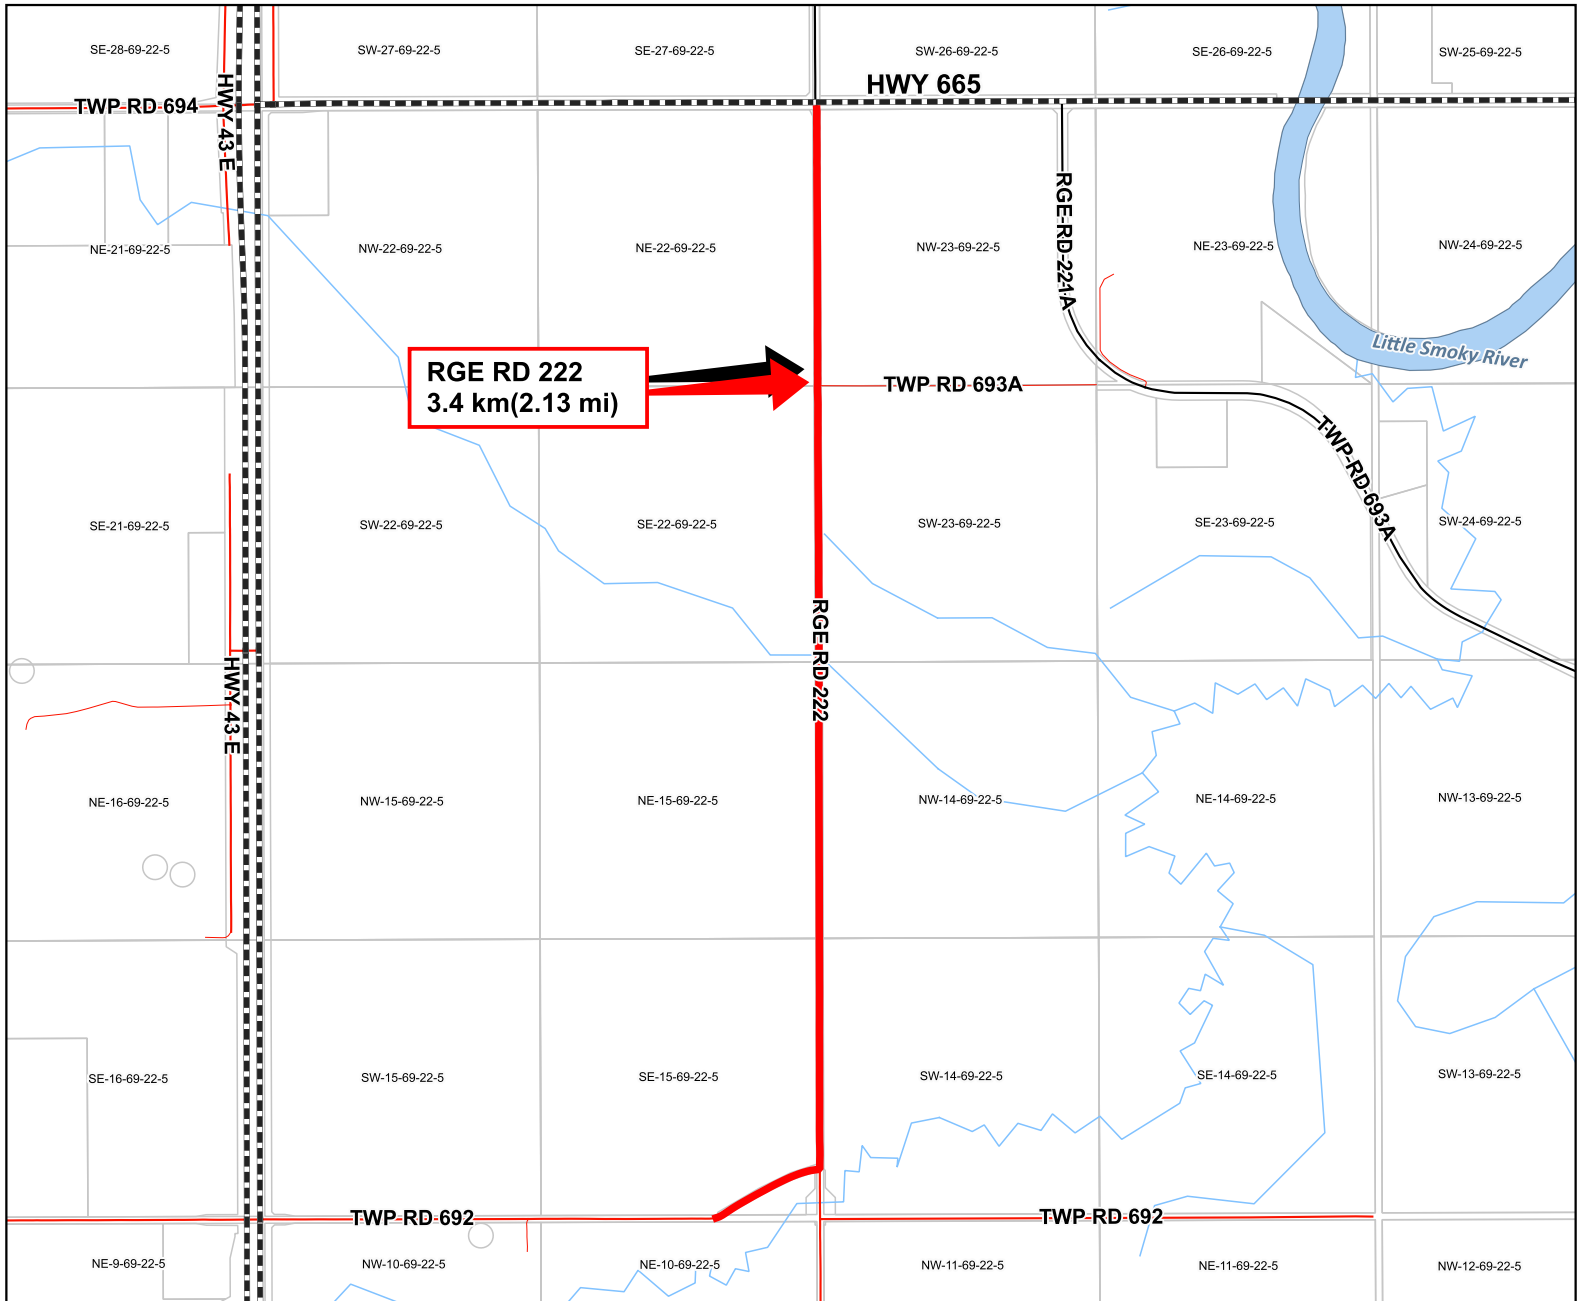 SE-28-69-22-5
SW-27-69-22-5
SE-27-69-22-5
SW-26-69-22-5
SE-26-69-22-5
SW-25-69-22-5
HWY 665
TWP RD 694
HWY 43 E
RGE RD 221A
NE-21-69-22-5
NW-22-69-22-5
NE-22-69-22-5
NW-23-69-22-5
NE-23-69-22-5
NW-24-69-22-5
Little Smoky River
RGE RD 222
3.4 km(2.13 mi)
TWP RD 693A
TWP RD 693A
SE-21-69-22-5
SW-22-69-22-5
SE-22-69-22-5
SW-23-69-22-5
SE-23-69-22-5
SW-24-69-22-5
RGE RD 222
HWY 43 E
NE-16-69-22-5
NW-15-69-22-5
NE-15-69-22-5
NW-14-69-22-5
NE-14-69-22-5
NW-13-69-22-5
SE-16-69-22-5
SW-15-69-22-5
SE-15-69-22-5
SW-14-69-22-5
SE-14-69-22-5
SW-13-69-22-5
TWP RD 692
TWP RD 692
NE-9-69-22-5
NW-10-69-22-5
NE-10-69-22-5
NW-11-69-22-5
NE-11-69-22-5
NW-12-69-22-5